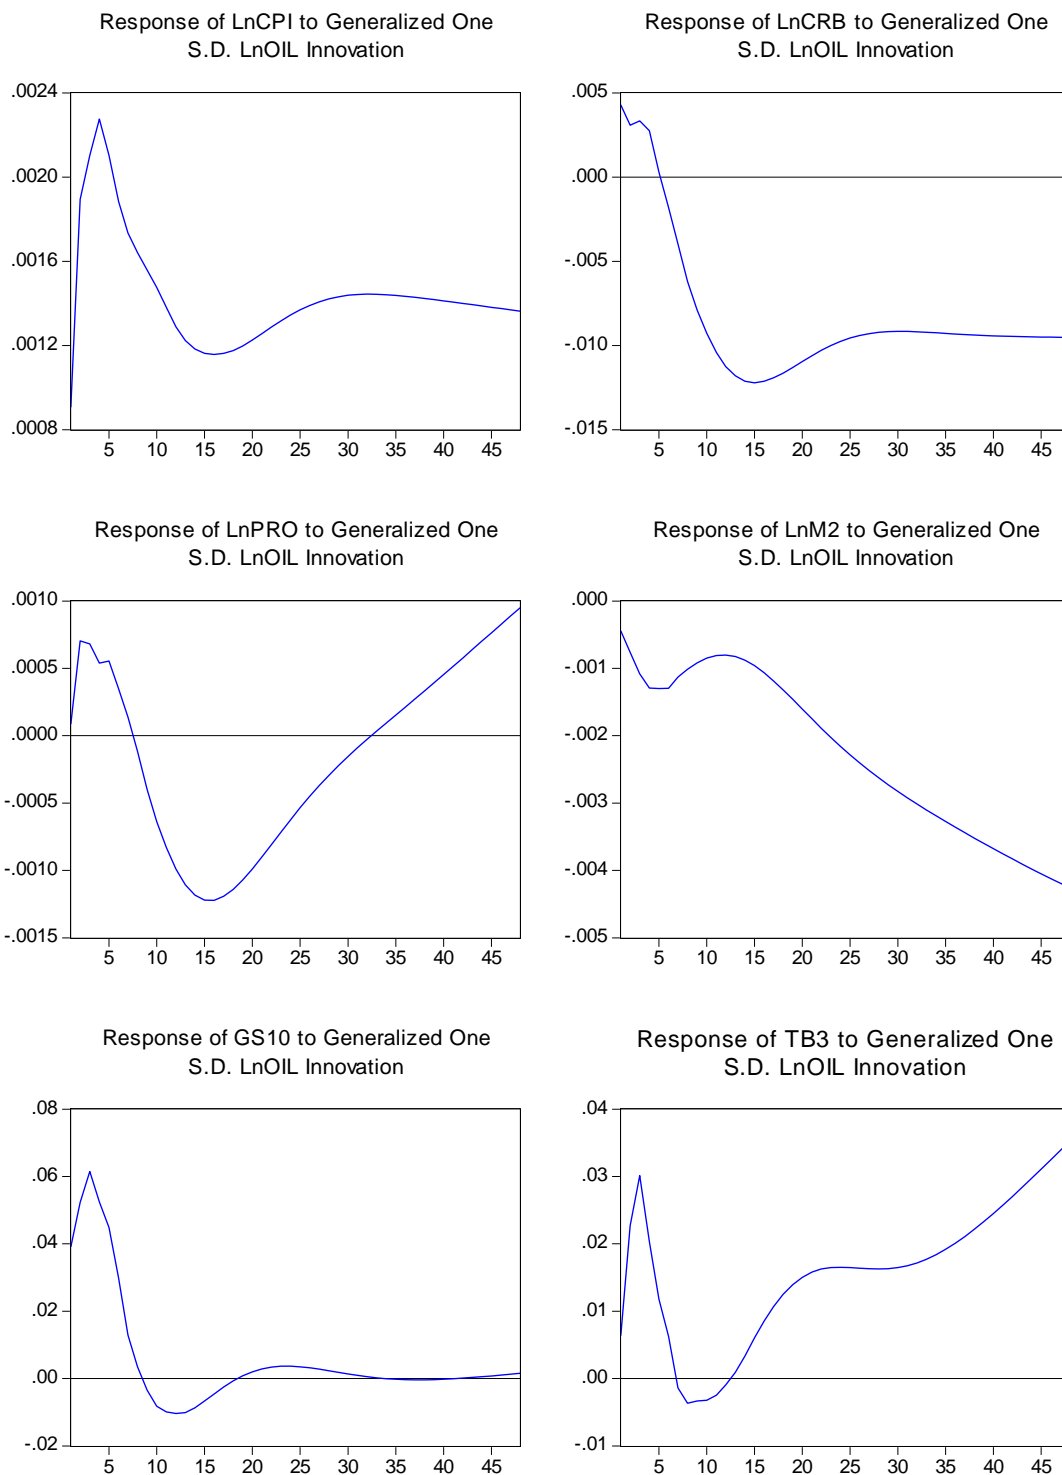 Response of LnCPI to Generalized One
S.D. LnOIL Innovation
.0024
.0020
.0016
.0012
.0008
5 10 15 20 25 30 35 40 45
Response of LnCRB to Generalized One
S.D. LnOIL Innovation
.005
.000
-.005
-.010
-.015
5 10 15 20 25 30 35 40 45
Response of LnPRO to Generalized One
S.D. LnOIL Innovation
.0010
.0005
.0000
-.0005
-.0010
-.0015
5 10 15 20 25 30 35 40 45
Response of LnM2 to Generalized One
S.D. LnOIL Innovation
.000
-.001
-.002
-.003
-.004
-.005
5 10 15 20 25 30 35 40 45
Response of GS10 to Generalized One
S.D. LnOIL Innovation
.08
.06
.04
.02
.00
-.02
5 10 15 20 25 30 35 40 45
Response of TB3 to Generalized One
S.D. LnOIL Innovation
.04
.03
.02
.01
.00
-.01
5 10 15 20 25 30 35 40 45